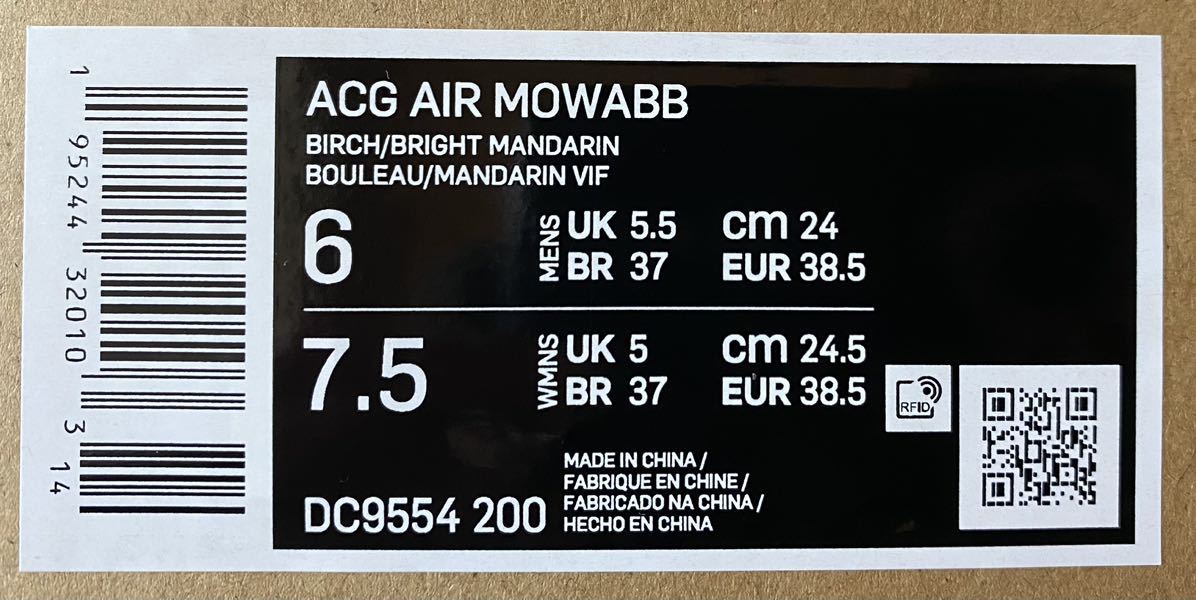 ACG AIR MOWABB
BIRCH/BRIGHT MANDARIN
BOULEAU/MANDARIN VIF
6
MENS
UK 5.5 cm 24
BR 37 EUR 38.5
7.5
WMNS
UK 5 cm 24.5
BR 37 EUR 38.5
RFID
DC9554 200
MADE IN CHINA /
FABRIQUE EN CHINE /
FABRICADO NA CHINA /
HECHO EN CHINA
1 95244 32010 3 14